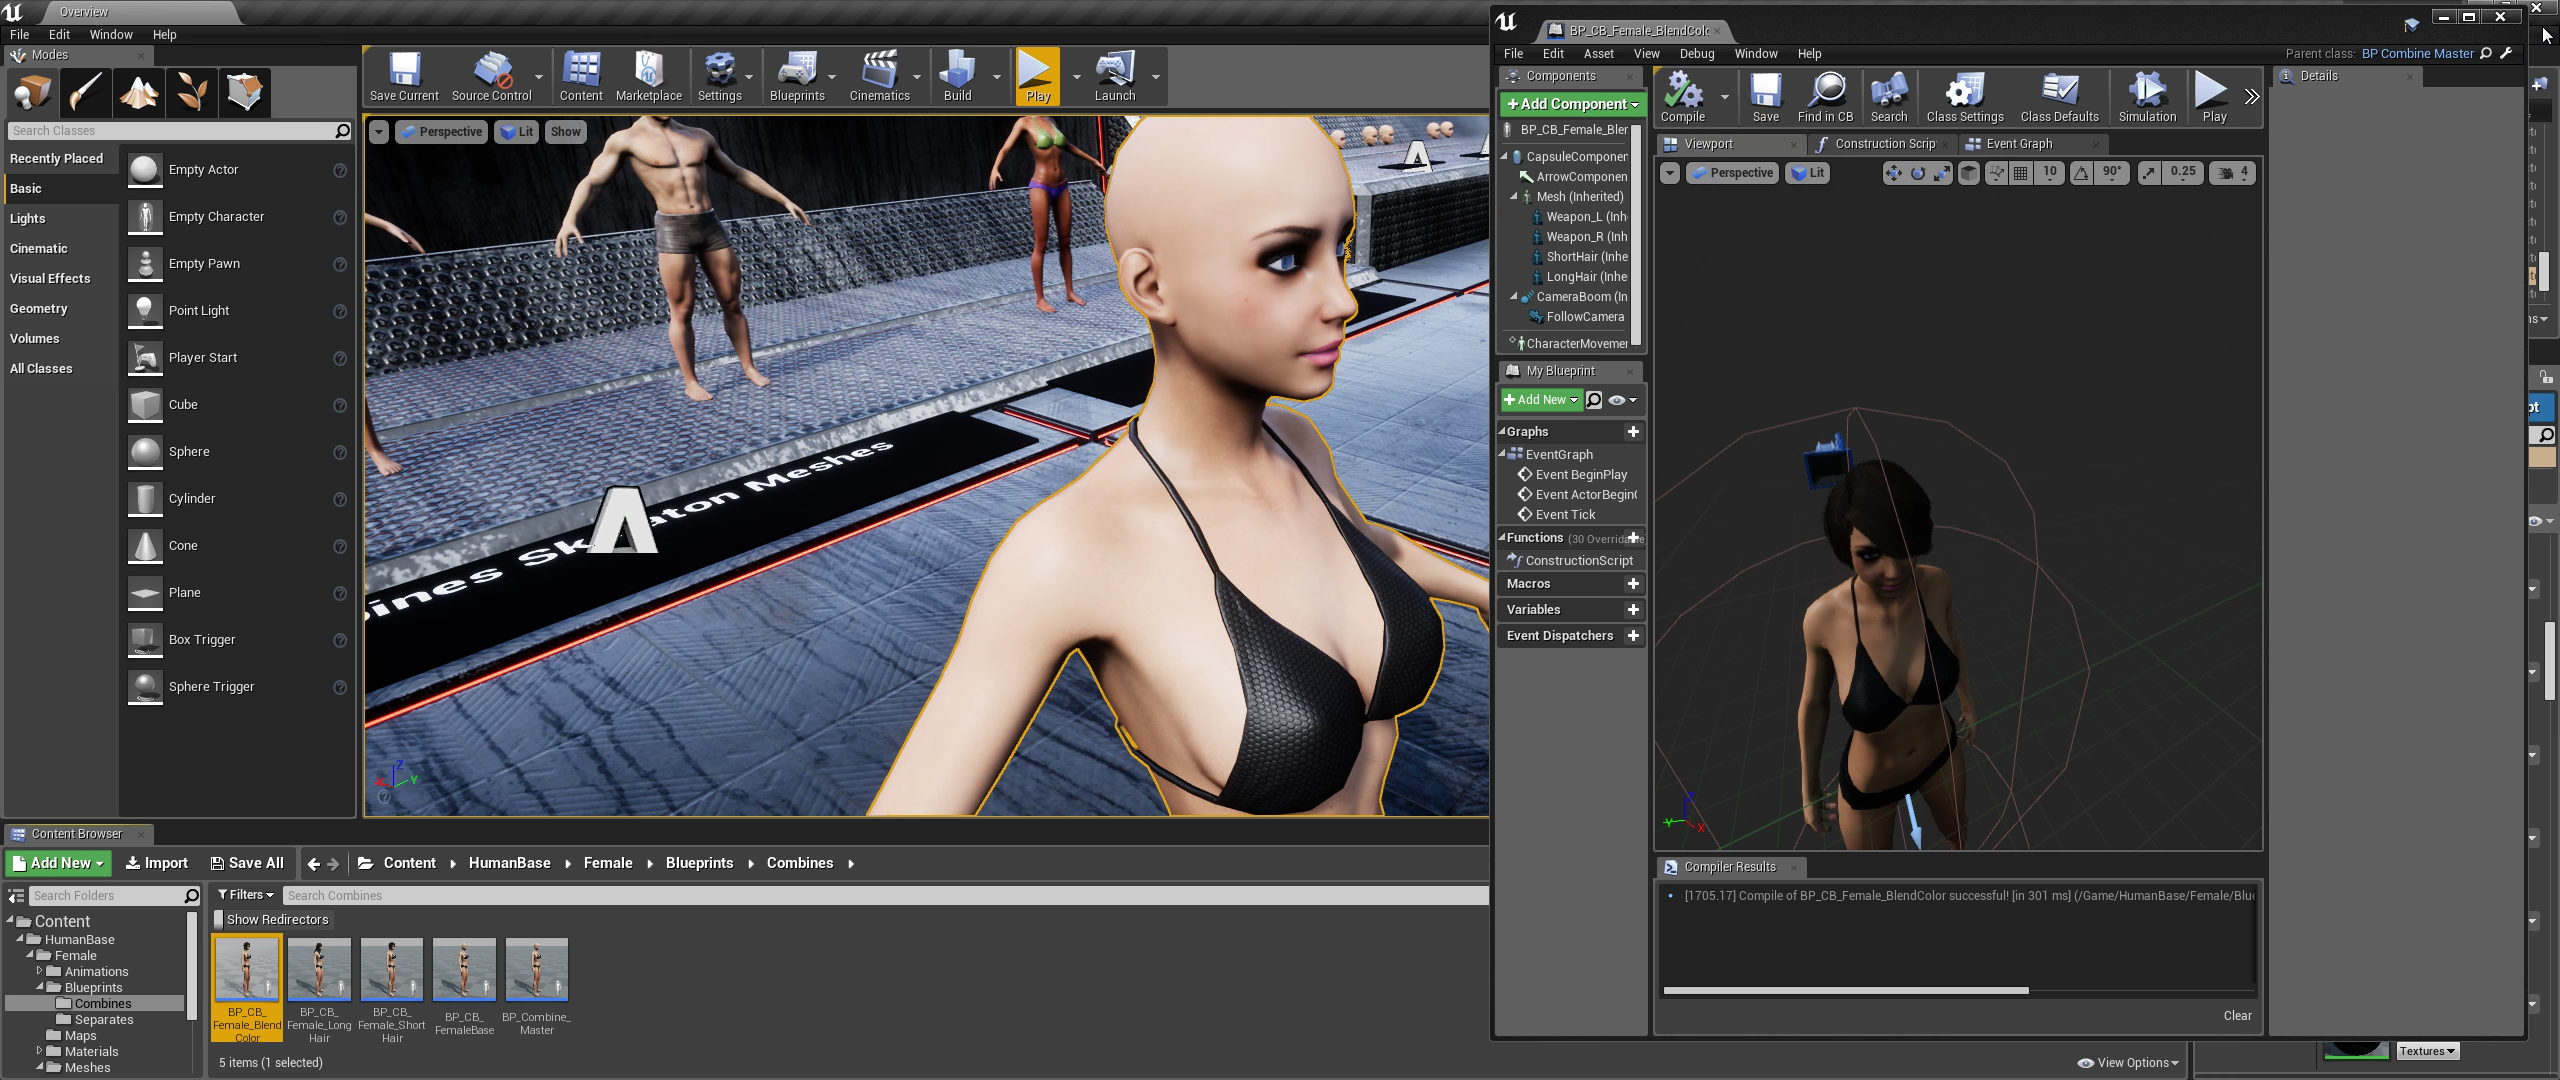 Overview
File Edit Window Help
Modes
Search Classes
Recently Placed
Basic
Lights
Cinematic
Visual Effects
Geometry
Volumes
All Classes
Empty Actor
Empty Character
Empty Pawn
Point Light
Player Start
Cube
Sphere
Cylinder
Cone
Plane
Box Trigger
Sphere Trigger
Save Current Source Control Content Marketplace Settings Blueprints Cinematics Build Play Launch
Perspective Lit Show
bines Sk aton Meshes
Z
Y
Content Browser
Add New Import Save All Content HumanBase Female Blueprints Combines
Search Folders
Filters Search Combines
Show Redirectors
Content
HumanBase
Female
Animations
Blueprints
Combines
Separates
Maps
Materials
Meshes
BP_CB_
Female_Blend
Color
BP_CB_
Female_Long
Hair
BP_CB_
Female_Short
Hair
BP_CB_
FemaleBase
BP_Combine_
Master
5 items (1 selected)
View Options
BP_CB_Female_BlendColo
File Edit Asset View Debug Window Help
Parent class: BP Combine Master
Components
Add Component
BP_CB_Female_Bler
CapsuleComponen
ArrowComponen
Mesh (Inherited)
Weapon_L (Inh
Weapon_R (Inh
ShortHair (Inhe
LongHair (Inhe
CameraBoom (In
FollowCamera
CharacterMovemer
My Blueprint
Add New
Graphs
EventGraph
Event BeginPlay
Event ActorBegin
Event Tick
Functions (30 Overridable
ConstructionScript
Macros
Variables
Event Dispatchers
Compile Save Find in CB Search Class Settings Class Defaults Simulation Play
Viewport Construction Scrip Event Graph
Perspective Lit 10 90° 0.25 4
Y
X
Compiler Results
[1705.17] Compile of BP_CB_Female_BlendColor successful! [in 301 ms] (/Game/HumanBase/Female/Blu
Clear
Details
pt
Textures